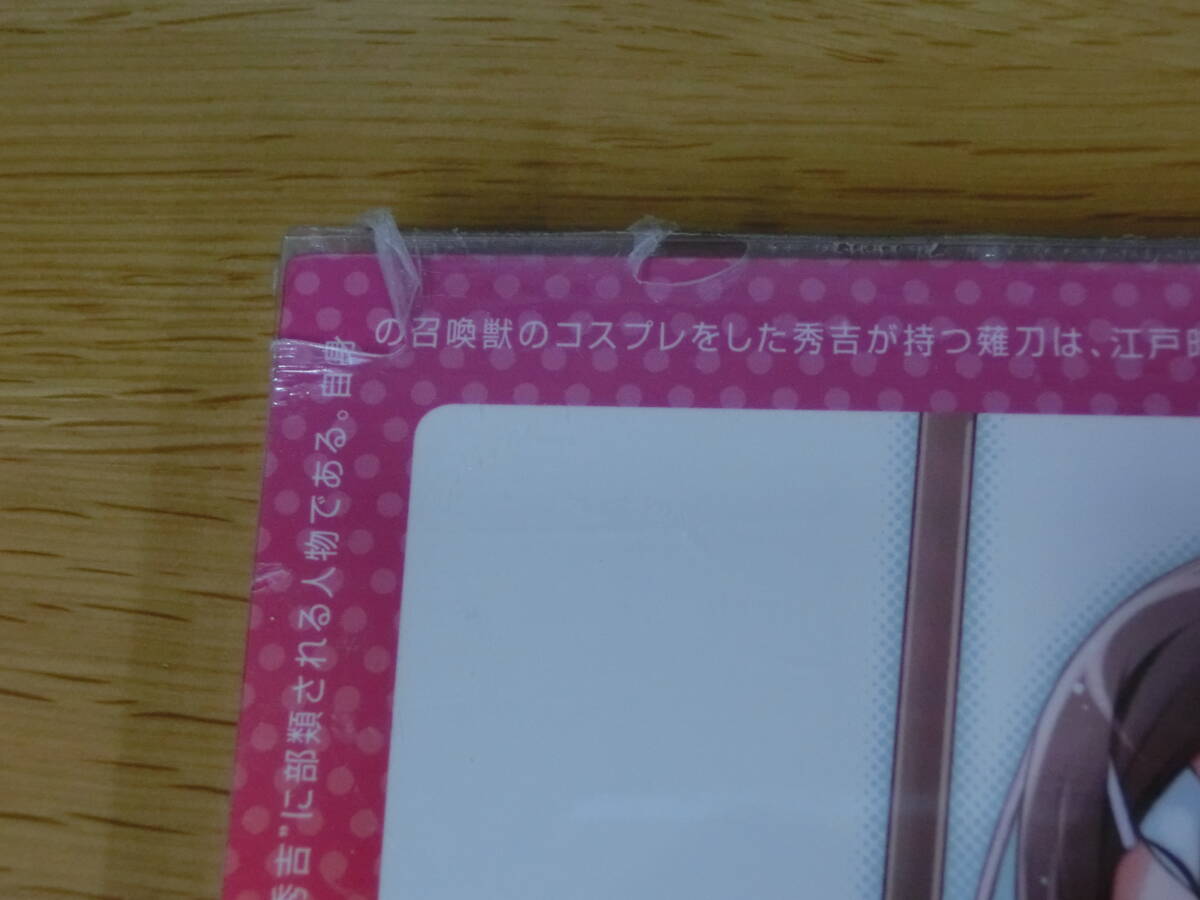 の召喚獣のコスプレをした秀吉が持つ薙刀は、江戸時
秀吉”に部類される人物である。自身